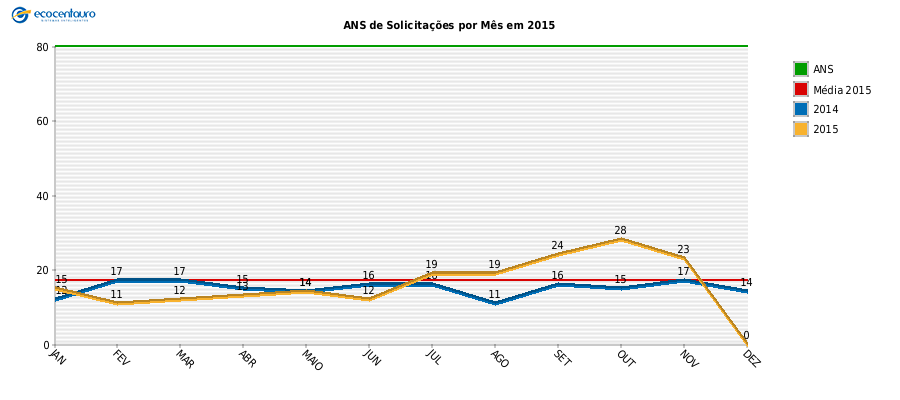 ecocentauro
ANS de Solicitações por Mês em 2015
80
60
40
20
0
ANS
Média 2015
2014
2015
28
24
23
19 19
17 17 17
16 16 16
15 15 15
14 14
13
12 12 12
11 11
0
JAN FEV MAR ABR MAIO JUN JUL AGO SET OUT NOV DEZ